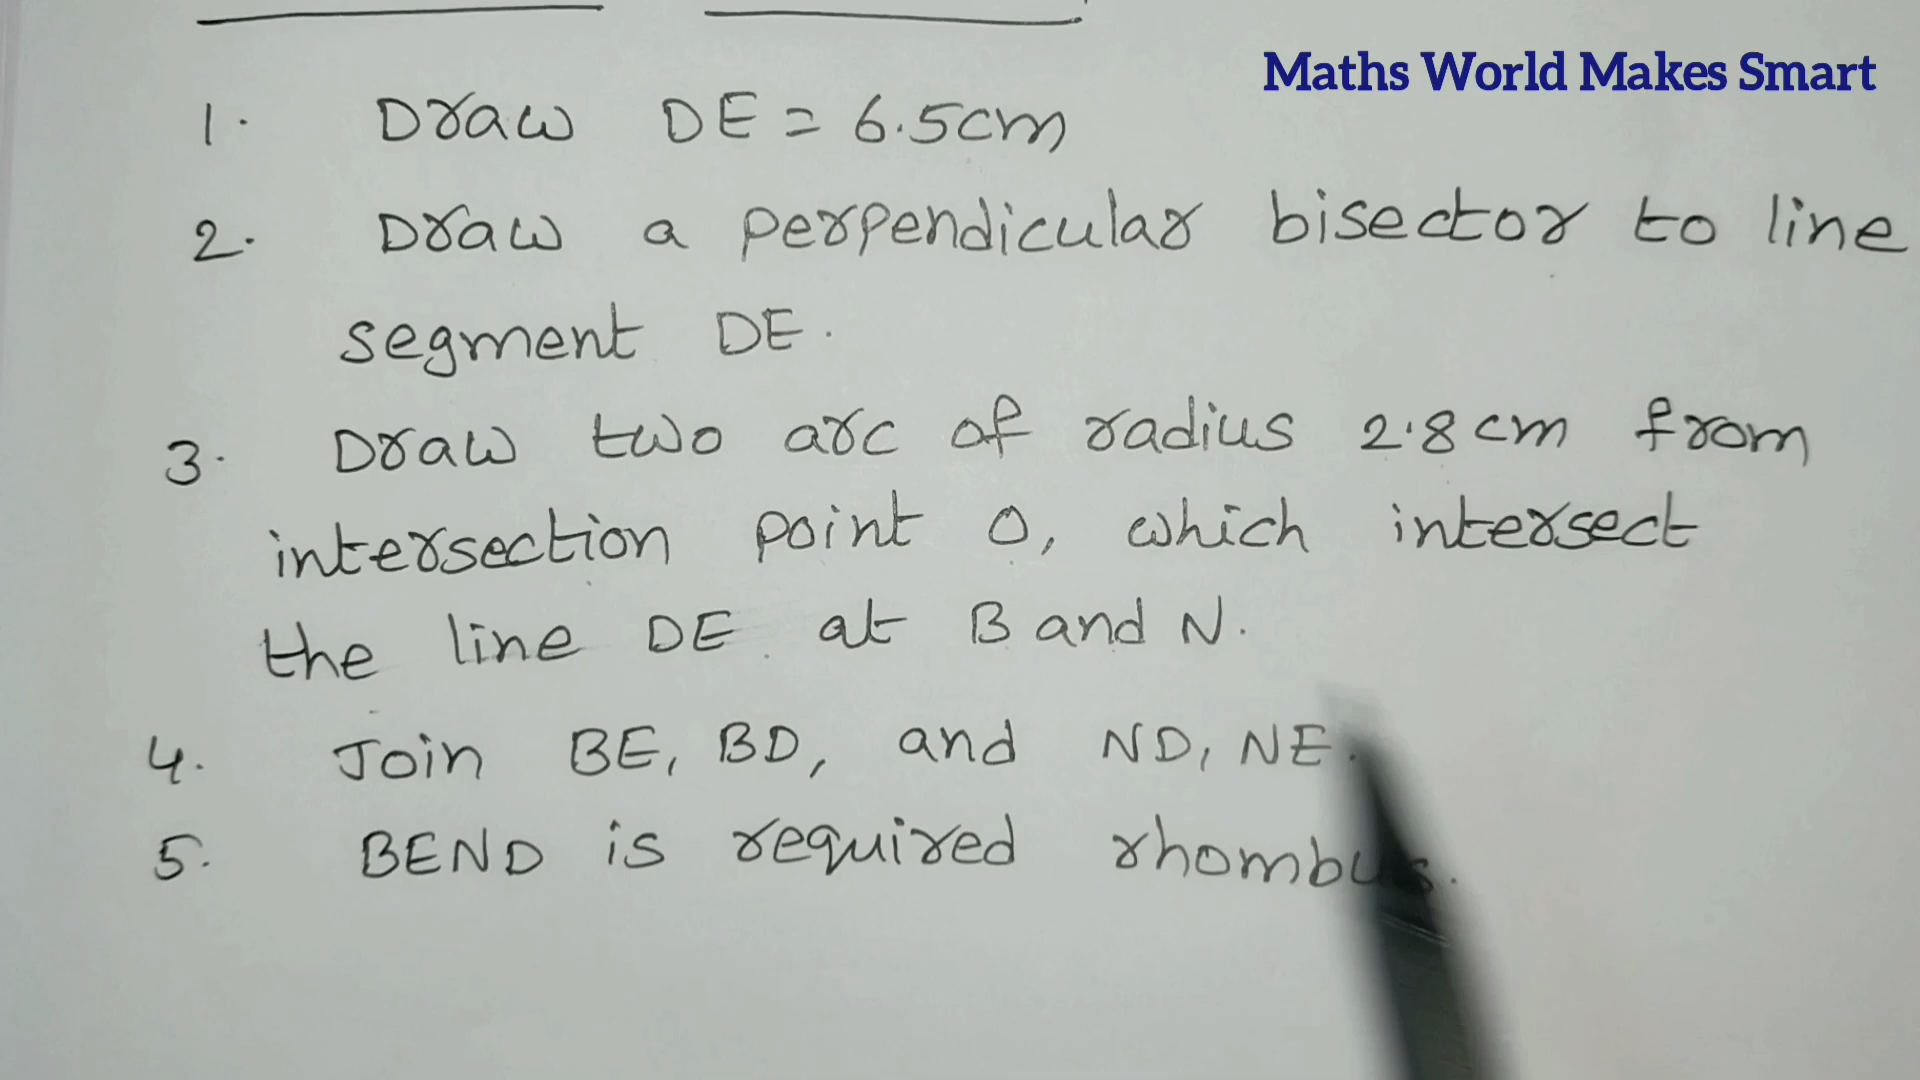 Maths World Makes Smart
1. Draw DE = 6.5cm
2. Draw a perpendicular bisector to line
segment DE.
3. Draw two arc of radius 2.8cm from
intersection point O, which intersect
the line DE at B and N.
4. Join BE, BD, and ND, NE.
5. BEND is required rhombus.